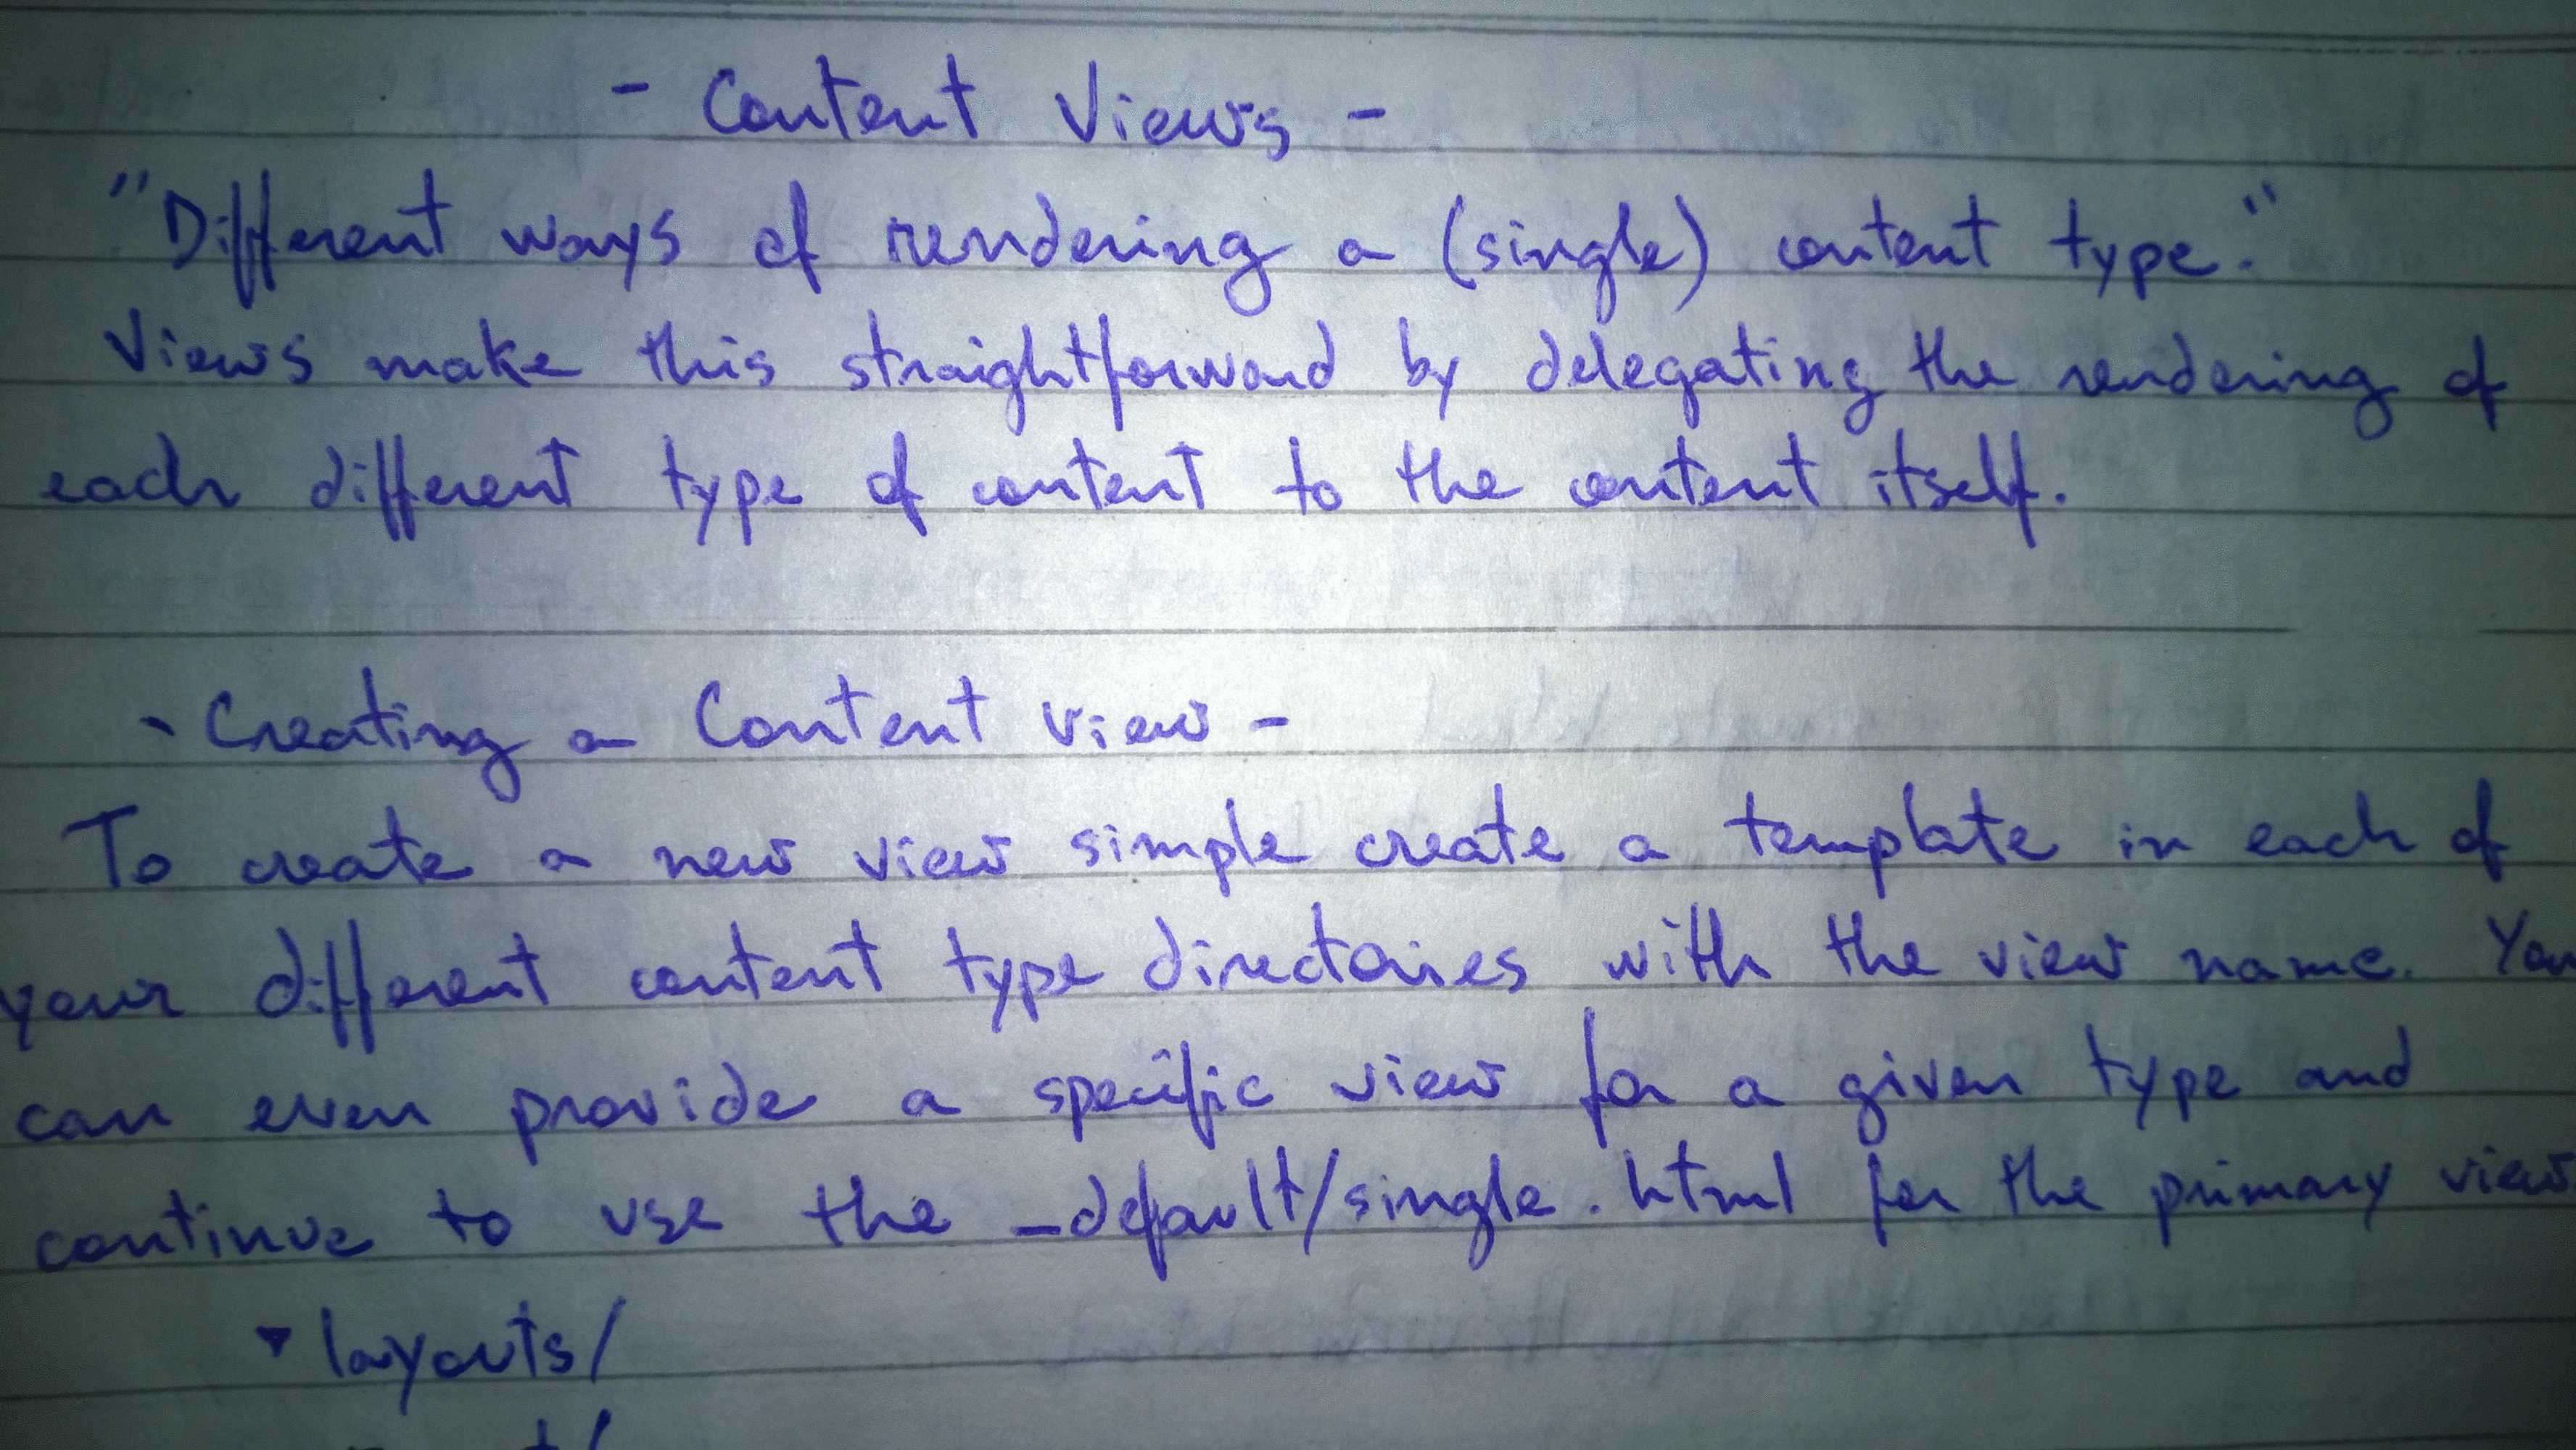 - Content Views -
"Different ways of rendering a (single) content type."
Views make this straightforward by delegating the rendering of
each different type of content to the content itself.
- Creating a Content view -
To create a new view simple create a template in each of
your different content type directories with the view name. You
can even provide a specific view for a given type and
continue to use the _default/single.html for the primary view
▾ layouts/